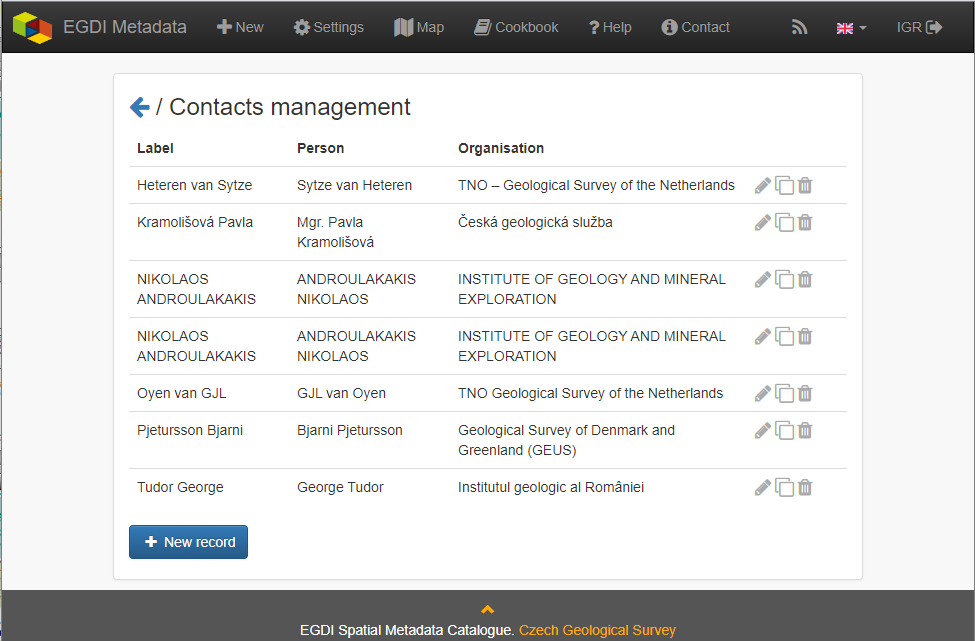 EGDI Metadata New Settings Map Cookbook Help Contact IGR
/ Contacts management
Label Person Organisation
Heteren van Sytze Sytze van Heteren TNO – Geological Survey of the Netherlands
Kramolišová Pavla Mgr. Pavla Česká geologická služba
Kramolišová
NIKOLAOS ANDROULAKAKIS INSTITUTE OF GEOLOGY AND MINERAL
ANDROULAKAKIS NIKOLAOS EXPLORATION
NIKOLAOS ANDROULAKAKIS INSTITUTE OF GEOLOGY AND MINERAL
ANDROULAKAKIS NIKOLAOS EXPLORATION
Oyen van GJL GJL van Oyen TNO Geological Survey of the Netherlands
Pjetursson Bjarni Bjarni Pjetursson Geological Survey of Denmark and
Greenland (GEUS)
Tudor George George Tudor Institutul geologic al României
New record
EGDI Spatial Metadata Catalogue. Czech Geological Survey